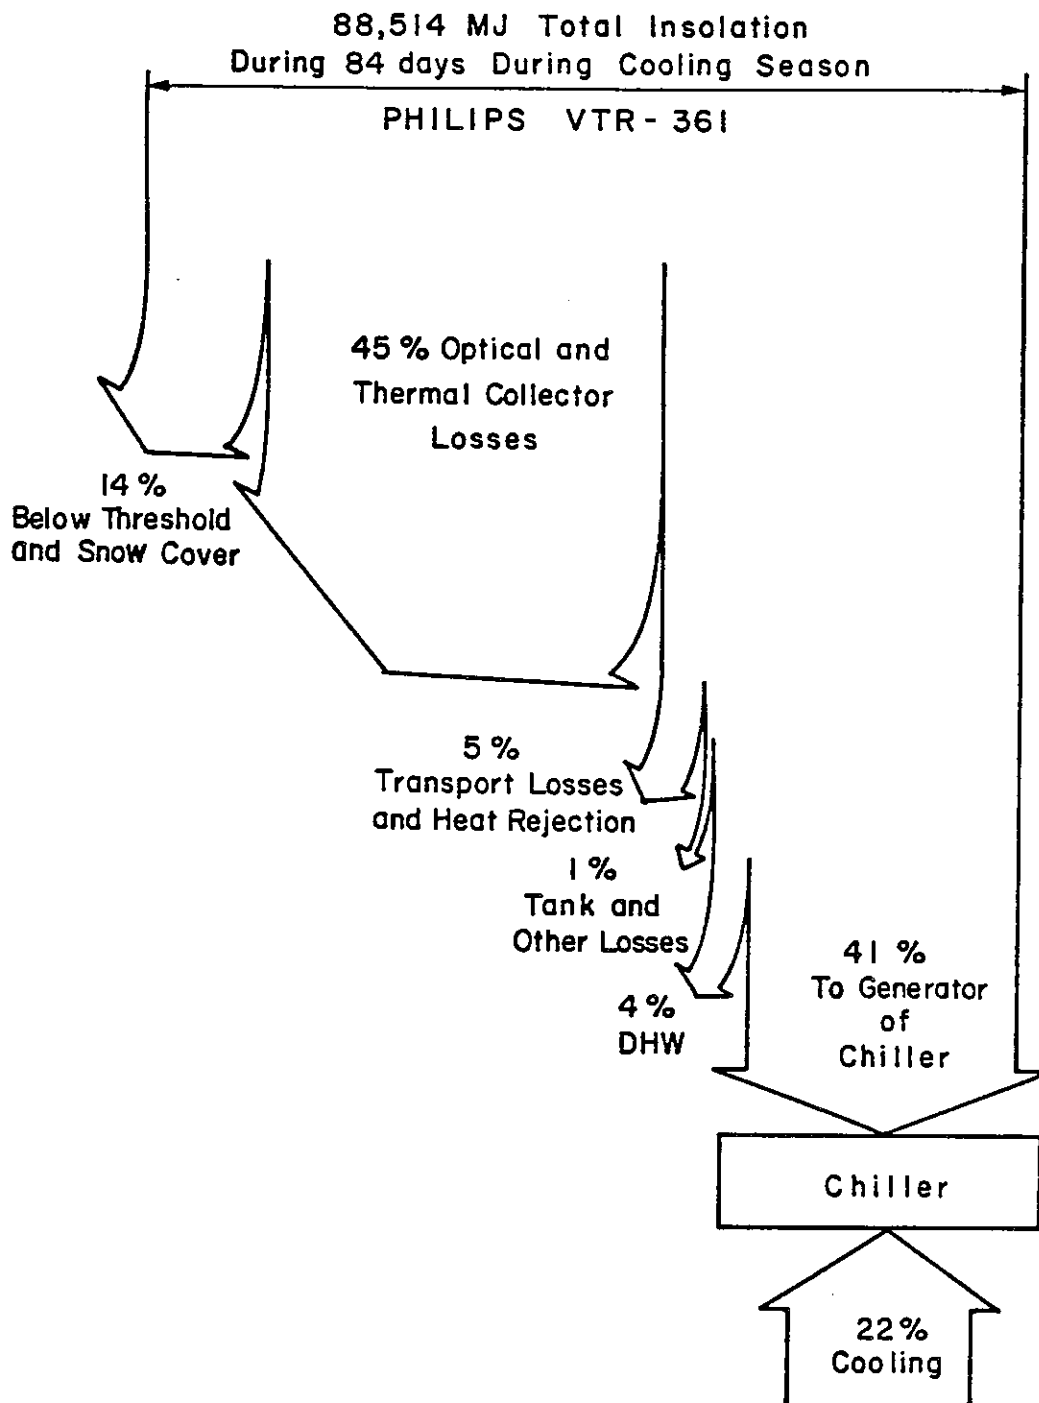 88,514 MJ Total Insolation
During 84 days During Cooling Season
PHILIPS VTR-361
45% Optical and
Thermal Collector
Losses
14%
Below Threshold
and Snow Cover
5%
Transport Losses
and Heat Rejection
1%
Tank and
Other Losses
4%
DHW
41%
To Generator
of
Chiller
Chiller
22%
Cooling